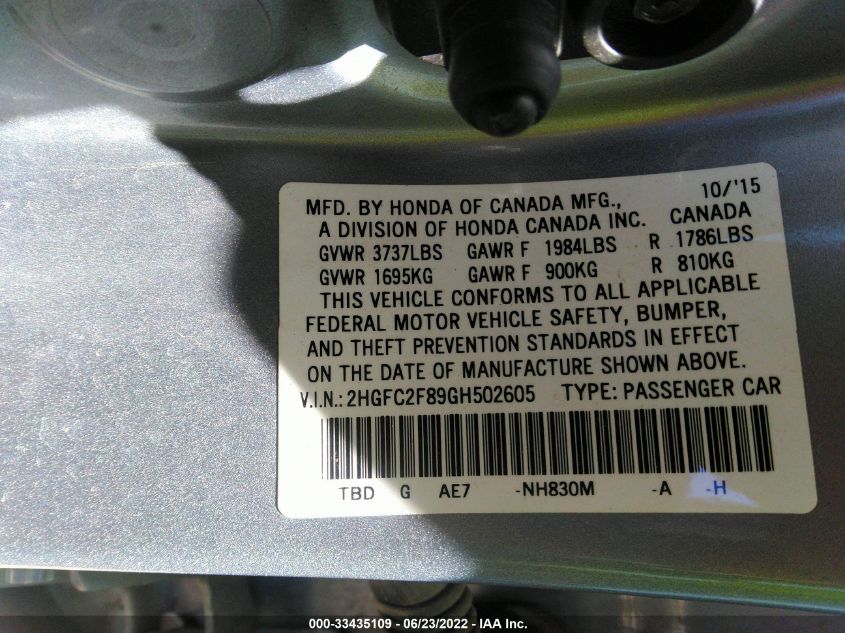 10/'15
MFD. BY HONDA OF CANADA MFG.,
A DIVISION OF HONDA CANADA INC. CANADA
GVWR 3737LBS GAWR F 1984LBS R 1786LBS
GVWR 1695KG GAWR F 900KG R 810KG
THIS VEHICLE CONFORMS TO ALL APPLICABLE
FEDERAL MOTOR VEHICLE SAFETY, BUMPER,
AND THEFT PREVENTION STANDARDS IN EFFECT
ON THE DATE OF MANUFACTURE SHOWN ABOVE.
V.I.N.: 2HGFC2F89GH502605 TYPE: PASSENGER CAR
TBD G AE7 -NH830M -A -H
000-33435109 - 06/23/2022 - IAA Inc.